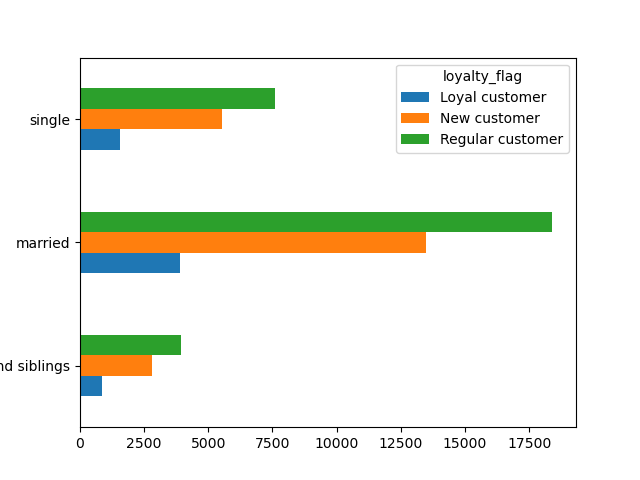 loyalty_flag
Loyal customer
New customer
Regular customer
single
married
nd siblings
0 2500 5000 7500 10000 12500 15000 17500